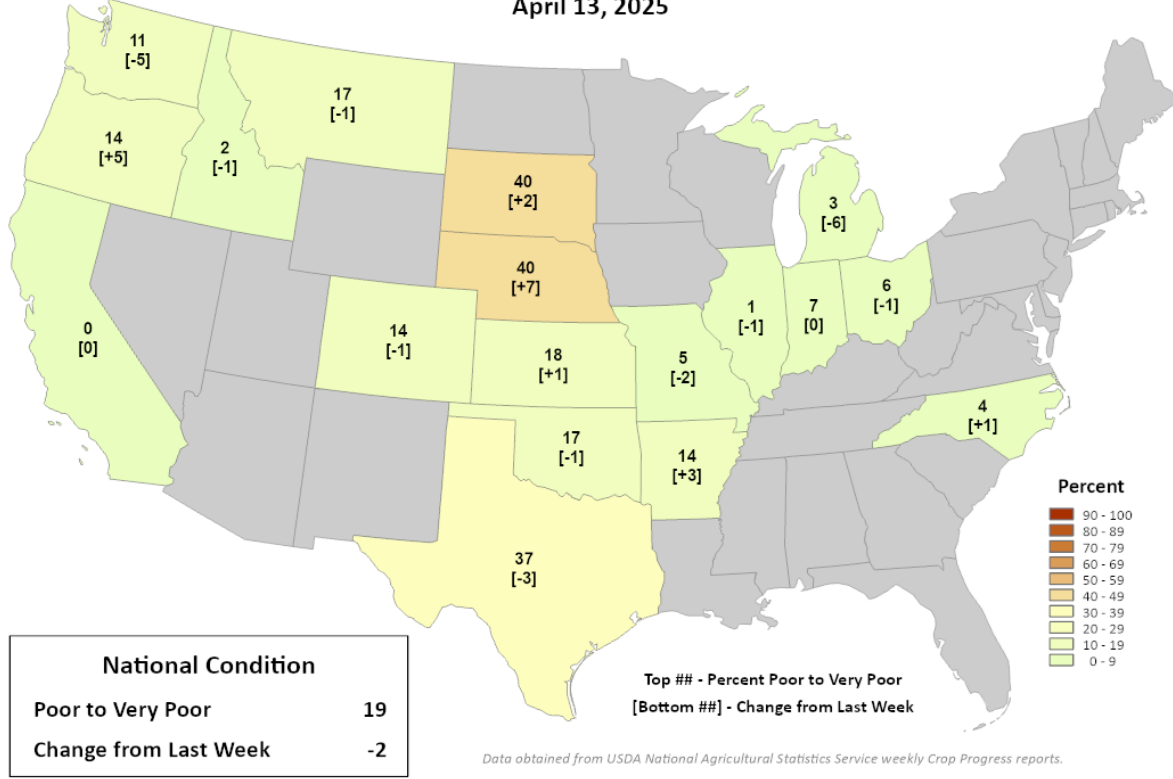 April 13, 2025
11
[-5]
17
[-1]
14
[+5]
2
[-1]
40
[+2]
3
[-6]
40
[+7]
6
[-1]
1
[-1]
7
[0]
0
[0]
14
[-1]
18
[+1]
5
[-2]
4
[+1]
17
[-1]
14
[+3]
37
[-3]
Percent
90 - 100
80 - 89
70 - 79
60 - 69
50 - 59
40 - 49
30 - 39
20 - 29
10 - 19
0 - 9
National Condition
Poor to Very Poor 19
Change from Last Week -2
Top ## - Percent Poor to Very Poor
[Bottom ##] - Change from Last Week
Data obtained from USDA National Agricultural Statistics Service weekly Crop Progress reports.